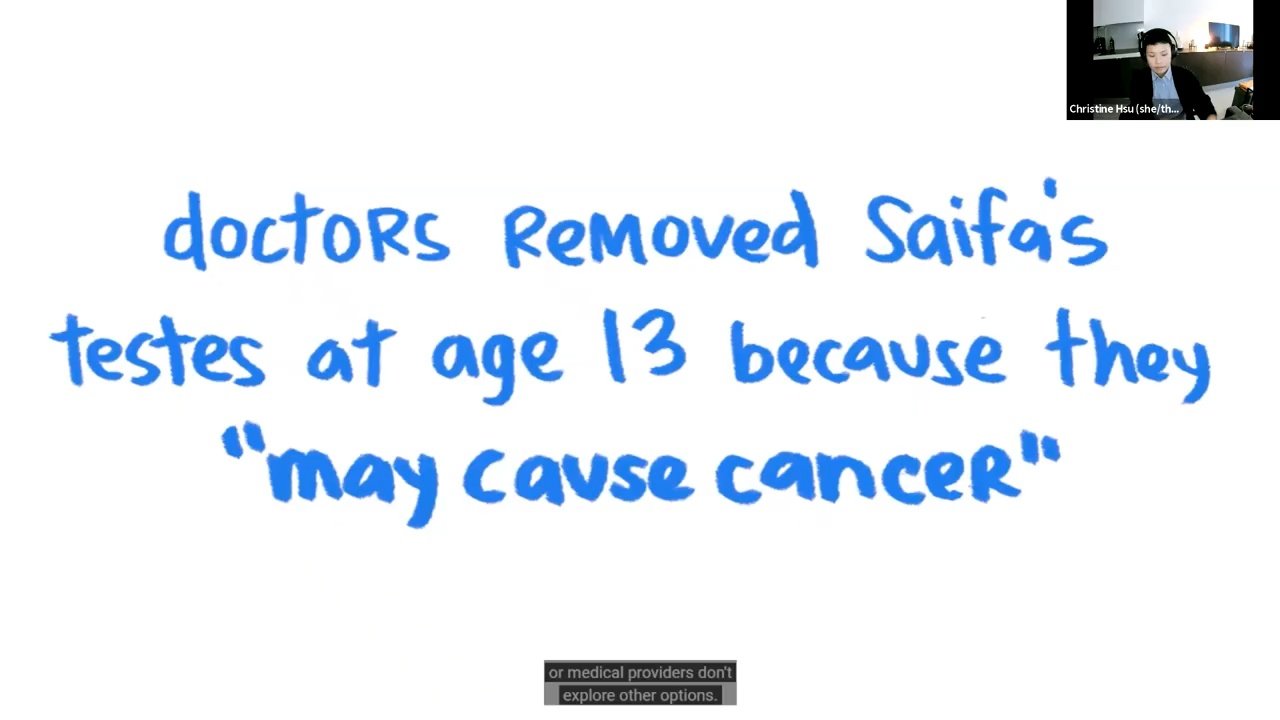 Christine Hsu (she/th...
doctors removed Saifa's
testes at age 13 because they
"may cause cancer"
or medical providers don't
explore other options.